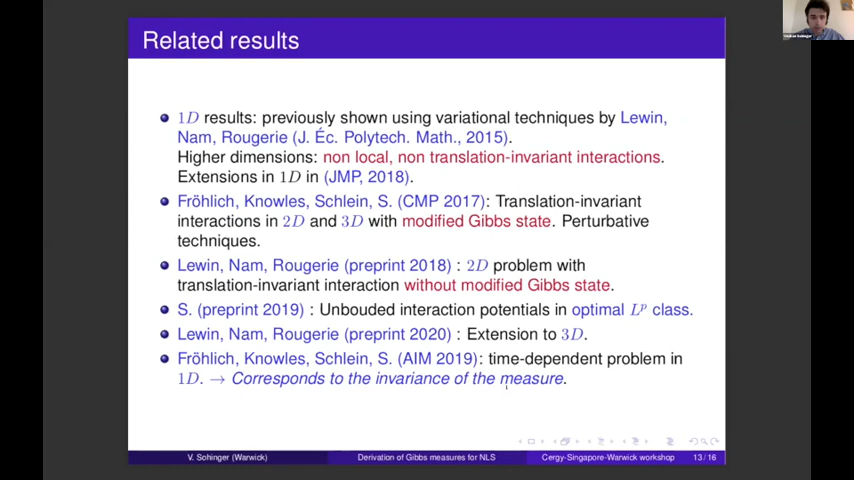 Related results
1D results: previously shown using variational techniques by Lewin,
Nam, Rougerie (J. Éc. Polytech. Math., 2015).
Higher dimensions: non local, non translation-invariant interactions.
Extensions in 1D in (JMP, 2018).
Fröhlich, Knowles, Schlein, S. (CMP 2017): Translation-invariant
interactions in 2D and 3D with modified Gibbs state. Perturbative
techniques.
Lewin, Nam, Rougerie (preprint 2018) : 2D problem with
translation-invariant interaction without modified Gibbs state.
S. (preprint 2019) : Unbouded interaction potentials in optimal Lᵖ class.
Lewin, Nam, Rougerie (preprint 2020) : Extension to 3D.
Fröhlich, Knowles, Schlein, S. (AIM 2019): time-dependent problem in
1D. → Corresponds to the invariance of the measure.
V. Sohinger (Warwick)
Derivation of Gibbs measures for NLS
Cergy-Singapore-Warwick workshop
13 / 16